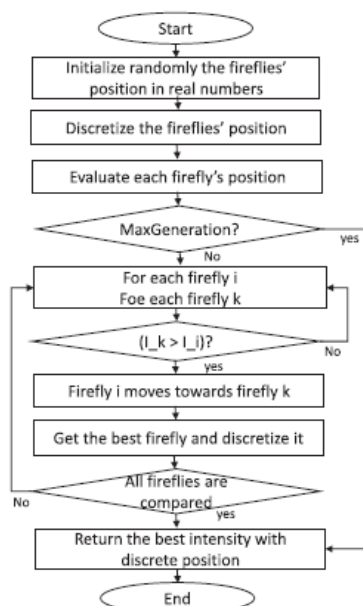 Start
Initialize randomly the fireflies'
position in real numbers
Discretize the fireflies' position
Evaluate each firefly's position
MaxGeneration?
yes
No
For each firefly i
Foe each firefly k
(I_k > I_i)?
No
yes
Firefly i moves towards firefly k
Get the best firefly and discretize it
All fireflies are
compared
No
yes
Return the best intensity with
discrete position
End